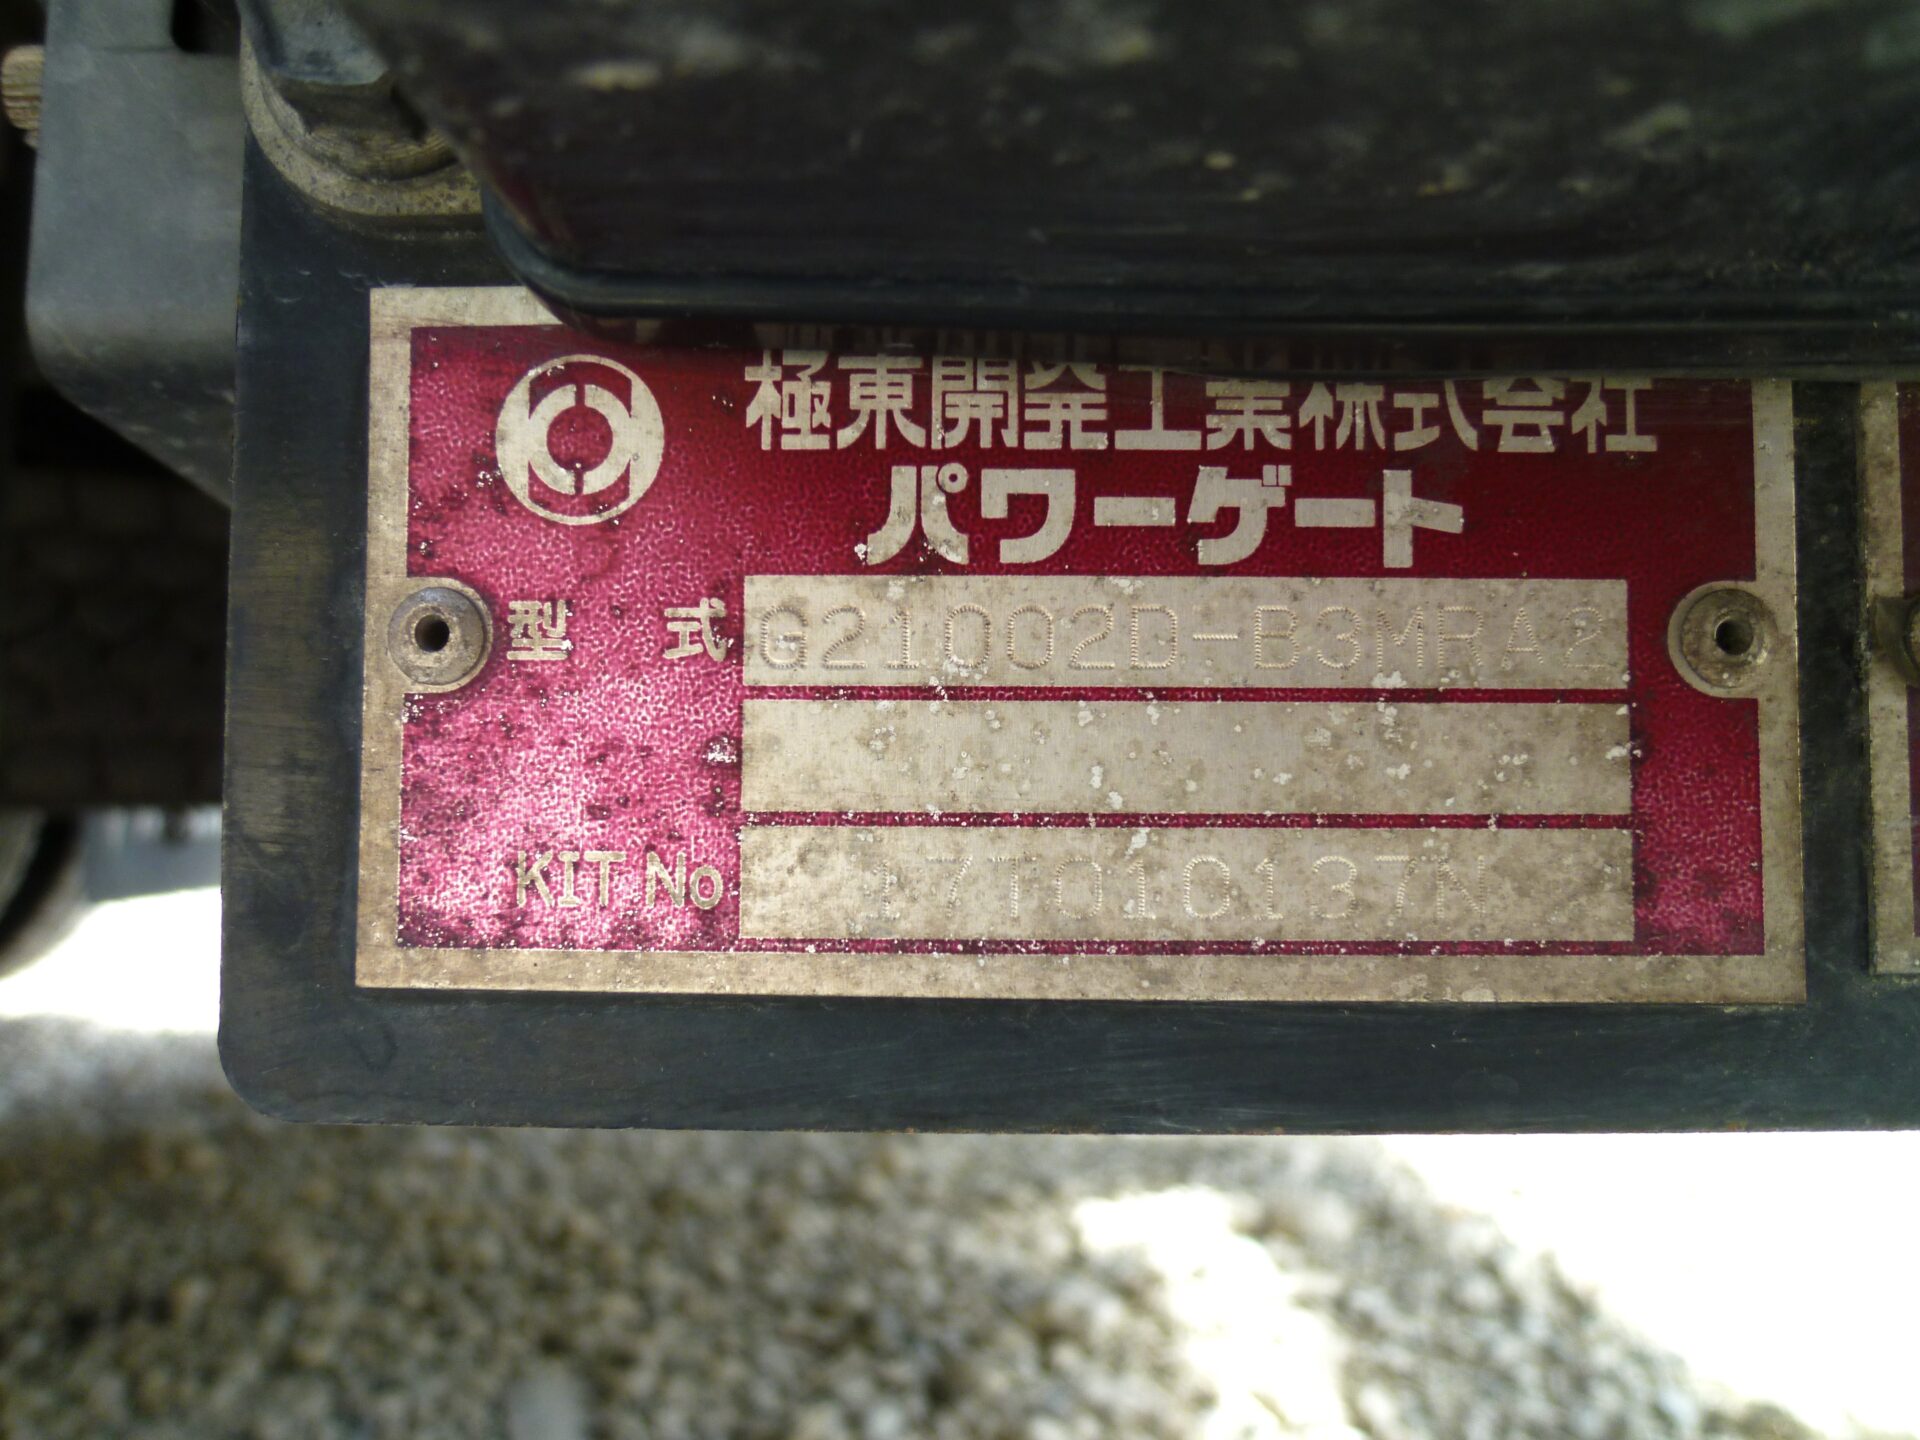 極東開発工業株式会社
パワーゲート
型 式 G21002D-B3MRA2
KIT No 17T010137N